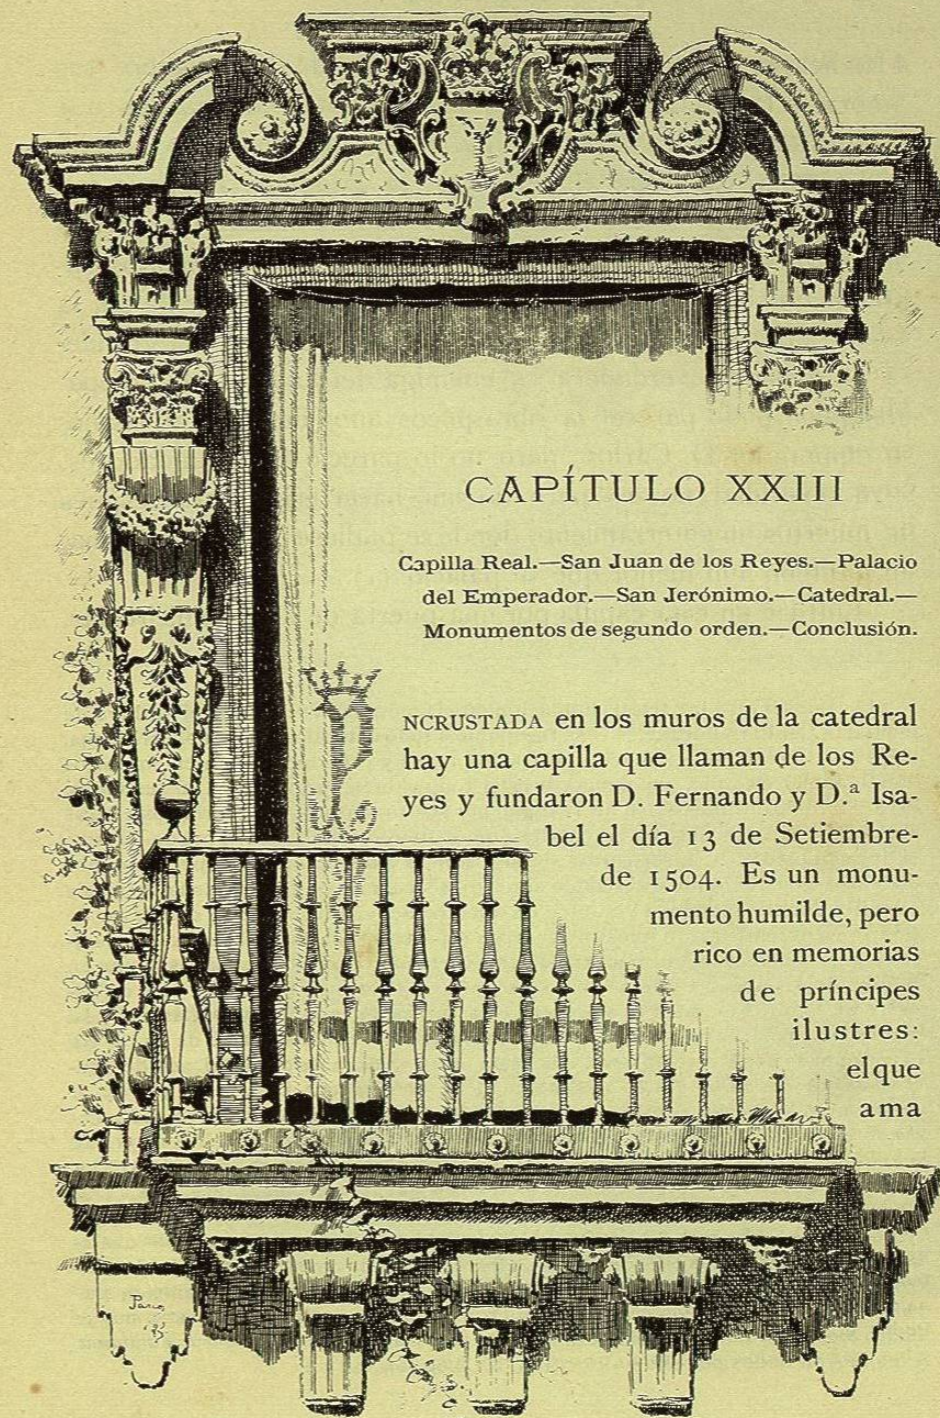 CAPÍTULO XXIII
Capilla Real.—San Juan de los Reyes.—Palacio
del Emperador.—San Jerónimo.—Catedral.—
Monumentos de segundo orden.—Conclusión.
NCRUSTADA en los muros de la catedral
hay una capilla que llaman de los Re-
yes y fundaron D. Fernando y D.ª Isa-
bel el día 13 de Setiembre-
de 1504. Es un monu-
mento humilde, pero
rico en memorias
de príncipes
ilustres:
el que
ama